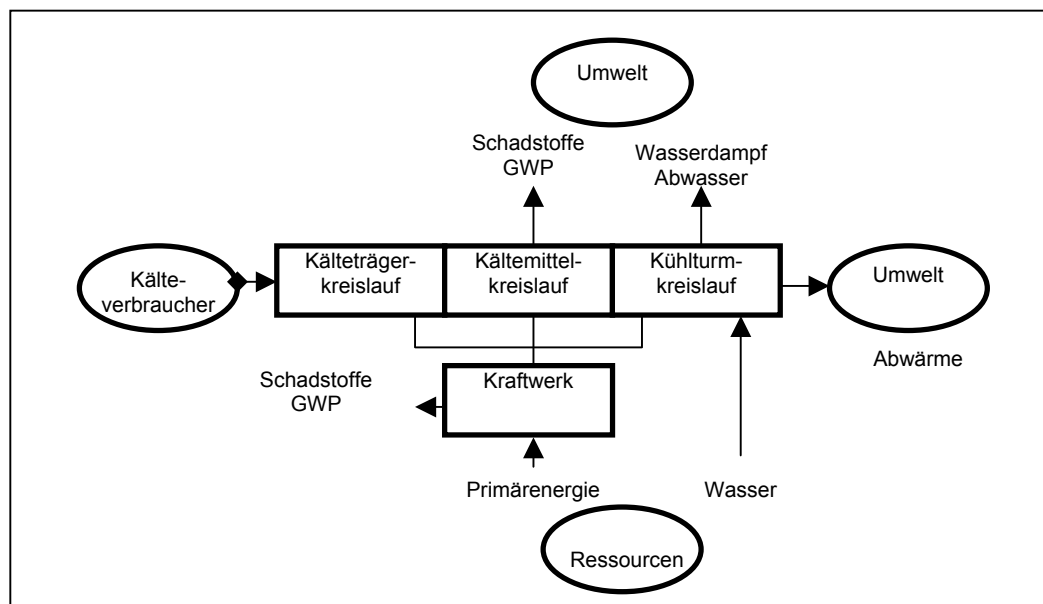 Umwelt
Schadstoffe
GWP
Wasserdampf
Abwasser
Kälte-
verbraucher
Kälteträger-
kreislauf
Kältemittel-
kreislauf
Kühlturm-
kreislauf
Umwelt
Abwärme
Schadstoffe
GWP
Kraftwerk
Primärenergie
Wasser
Ressourcen